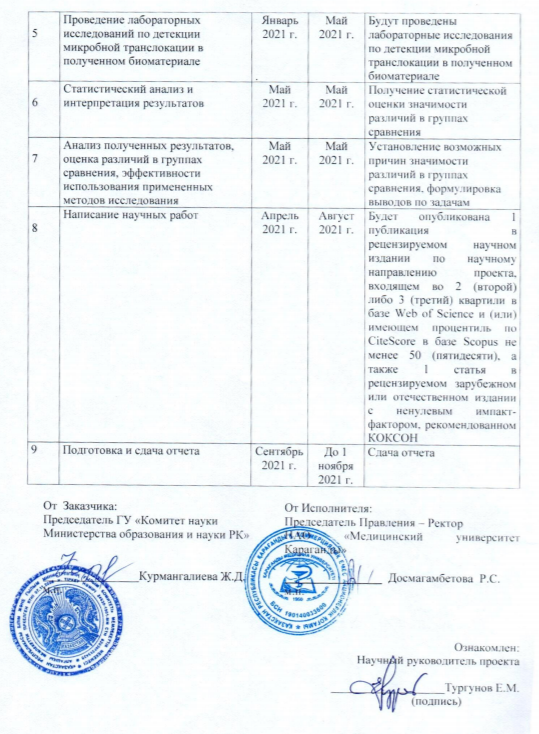 5
Проведение лабораторных
исследований по детекции
микробной транслокации в
полученном биоматериале
Январь
2021 г.
Май
2021 г.
Будут проведены
лабораторные исследования
по детекции микробной
транслокации в полученном
биоматериале
6
Статистический анализ и
интерпретация результатов
Май
2021 г.
Май
2021 г.
Получение статистической
оценки значимости
различий в группах
сравнения
7
Анализ полученных результатов,
оценка различий в группах
сравнения, эффективности
использования примененных
методов исследования
Май
2021 г.
Май
2021 г.
Установление возможных
причин значимости
различий в группах
сравнения, формулировка
выводов по задачам
8
Написание научных работ
Апрель
2021 г.
Август
2021 г.
Будет опубликована 1
публикация в
рецензируемом научном
издании по научному
направлению проекта,
входящем во 2 (второй)
либо 3 (третий) квартили в
базе Web of Science и (или)
имеющем процентиль по
CiteScore в базе Scopus не
менее 50 (пятидесяти), а
также 1 статья в
рецензируемом зарубежном
или отечественном издании
с ненулевым импакт-
фактором, рекомендованном
КОКСОН
9
Подготовка и сдача отчета
Сентябрь
2021 г.
До 1
ноября
2021 г.
Сдача отчета
От Заказчика:
Председатель ГУ «Комитет науки
Министерства образования и науки РК»
Курмангалиева Ж.Д.
М.п.
От Исполнителя:
Председатель Правления – Ректор
«Медицинский университет
Караганды»
Досмагамбетова Р.С.
М.п.
БСН 190140033600
Ознакомлен:
Научный руководитель проекта
Тургунов Е.М.
(подпись)